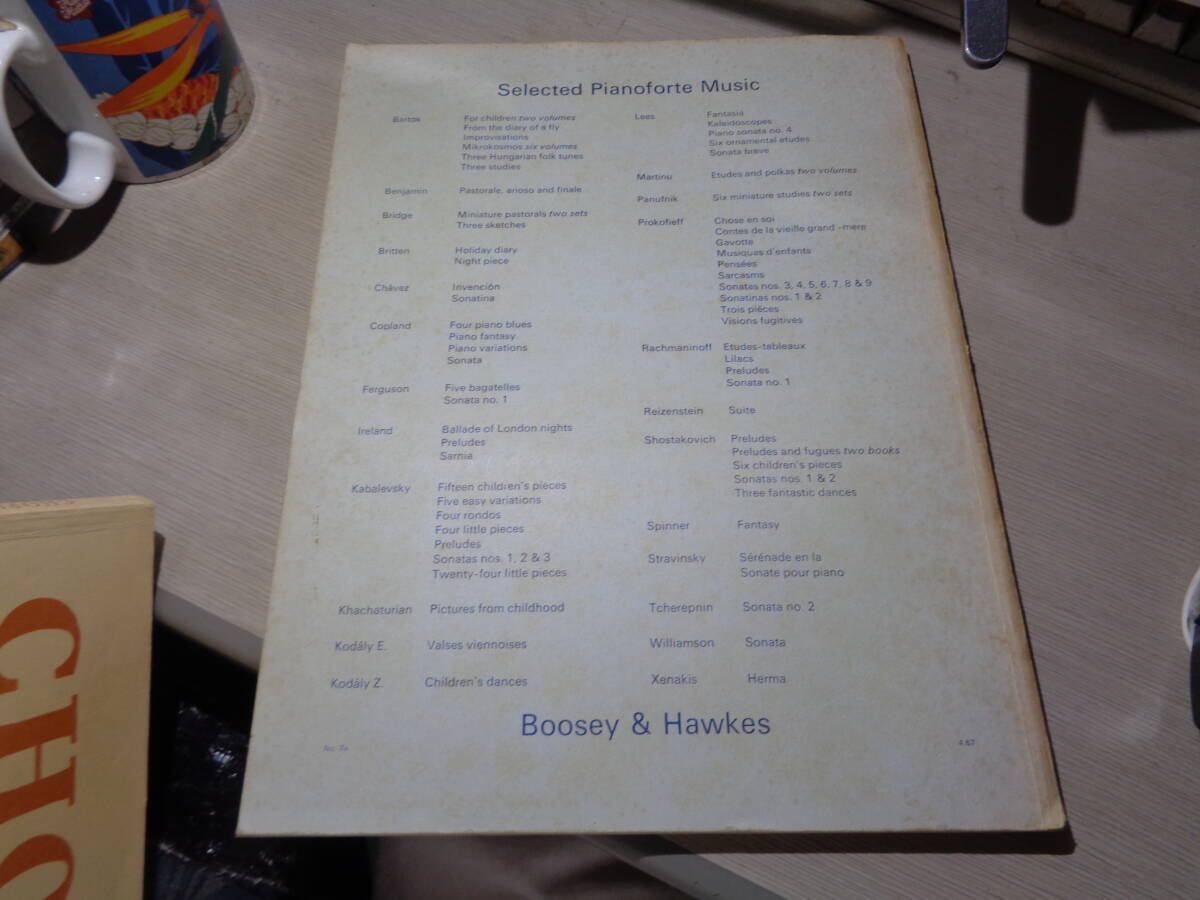 Selected Pianoforte Music
Bartok For children two volumes
From the diary of a fly
Improvisations
Mikrokosmos six volumes
Three Hungarian folk tunes
Three studies
Benjamin Pastorale, arioso and finale
Bridge Miniature pastorals two sets
Three sketches
Britten Holiday diary
Night piece
Chávez Invención
Sonatina
Copland Four piano blues
Piano fantasy
Piano variations
Sonata
Ferguson Five bagatelles
Sonata no. 1
Ireland Ballade of London nights
Preludes
Sarnia
Kabalevsky Fifteen children's pieces
Five easy variations
Four rondos
Four little pieces
Preludes
Sonatas nos. 1, 2 & 3
Twenty-four little pieces
Khachaturian Pictures from childhood
Kodály E. Valses viennoises
Kodály Z. Children's dances
Lees Fantasia
Kaleidoscopes
Piano sonata no. 4
Six ornamental etudes
Sonata breve
Martinu Etudes and polkas two volumes
Panufnik Six miniature studies two sets
Prokofieff Chose en soi
Contes de la vieille grand-mere
Gavotte
Musiques d'enfants
Pensées
Sarcasms
Sonatas nos. 3, 4, 5, 6, 7, 8 & 9
Sonatinas nos. 1 & 2
Trois pièces
Visions fugitives
Rachmaninoff Etudes-tableaux
Lilacs
Preludes
Sonata no. 1
Reizenstein Suite
Shostakovich Preludes
Preludes and fugues two books
Six children's pieces
Sonatas nos. 1 & 2
Three fantastic dances
Spinner Fantasy
Stravinsky Sérénade en la
Sonate pour piano
Tcherepnin Sonata no. 2
Williamson Sonata
Xenakis Herma
Boosey & Hawkes
4.67
CHO